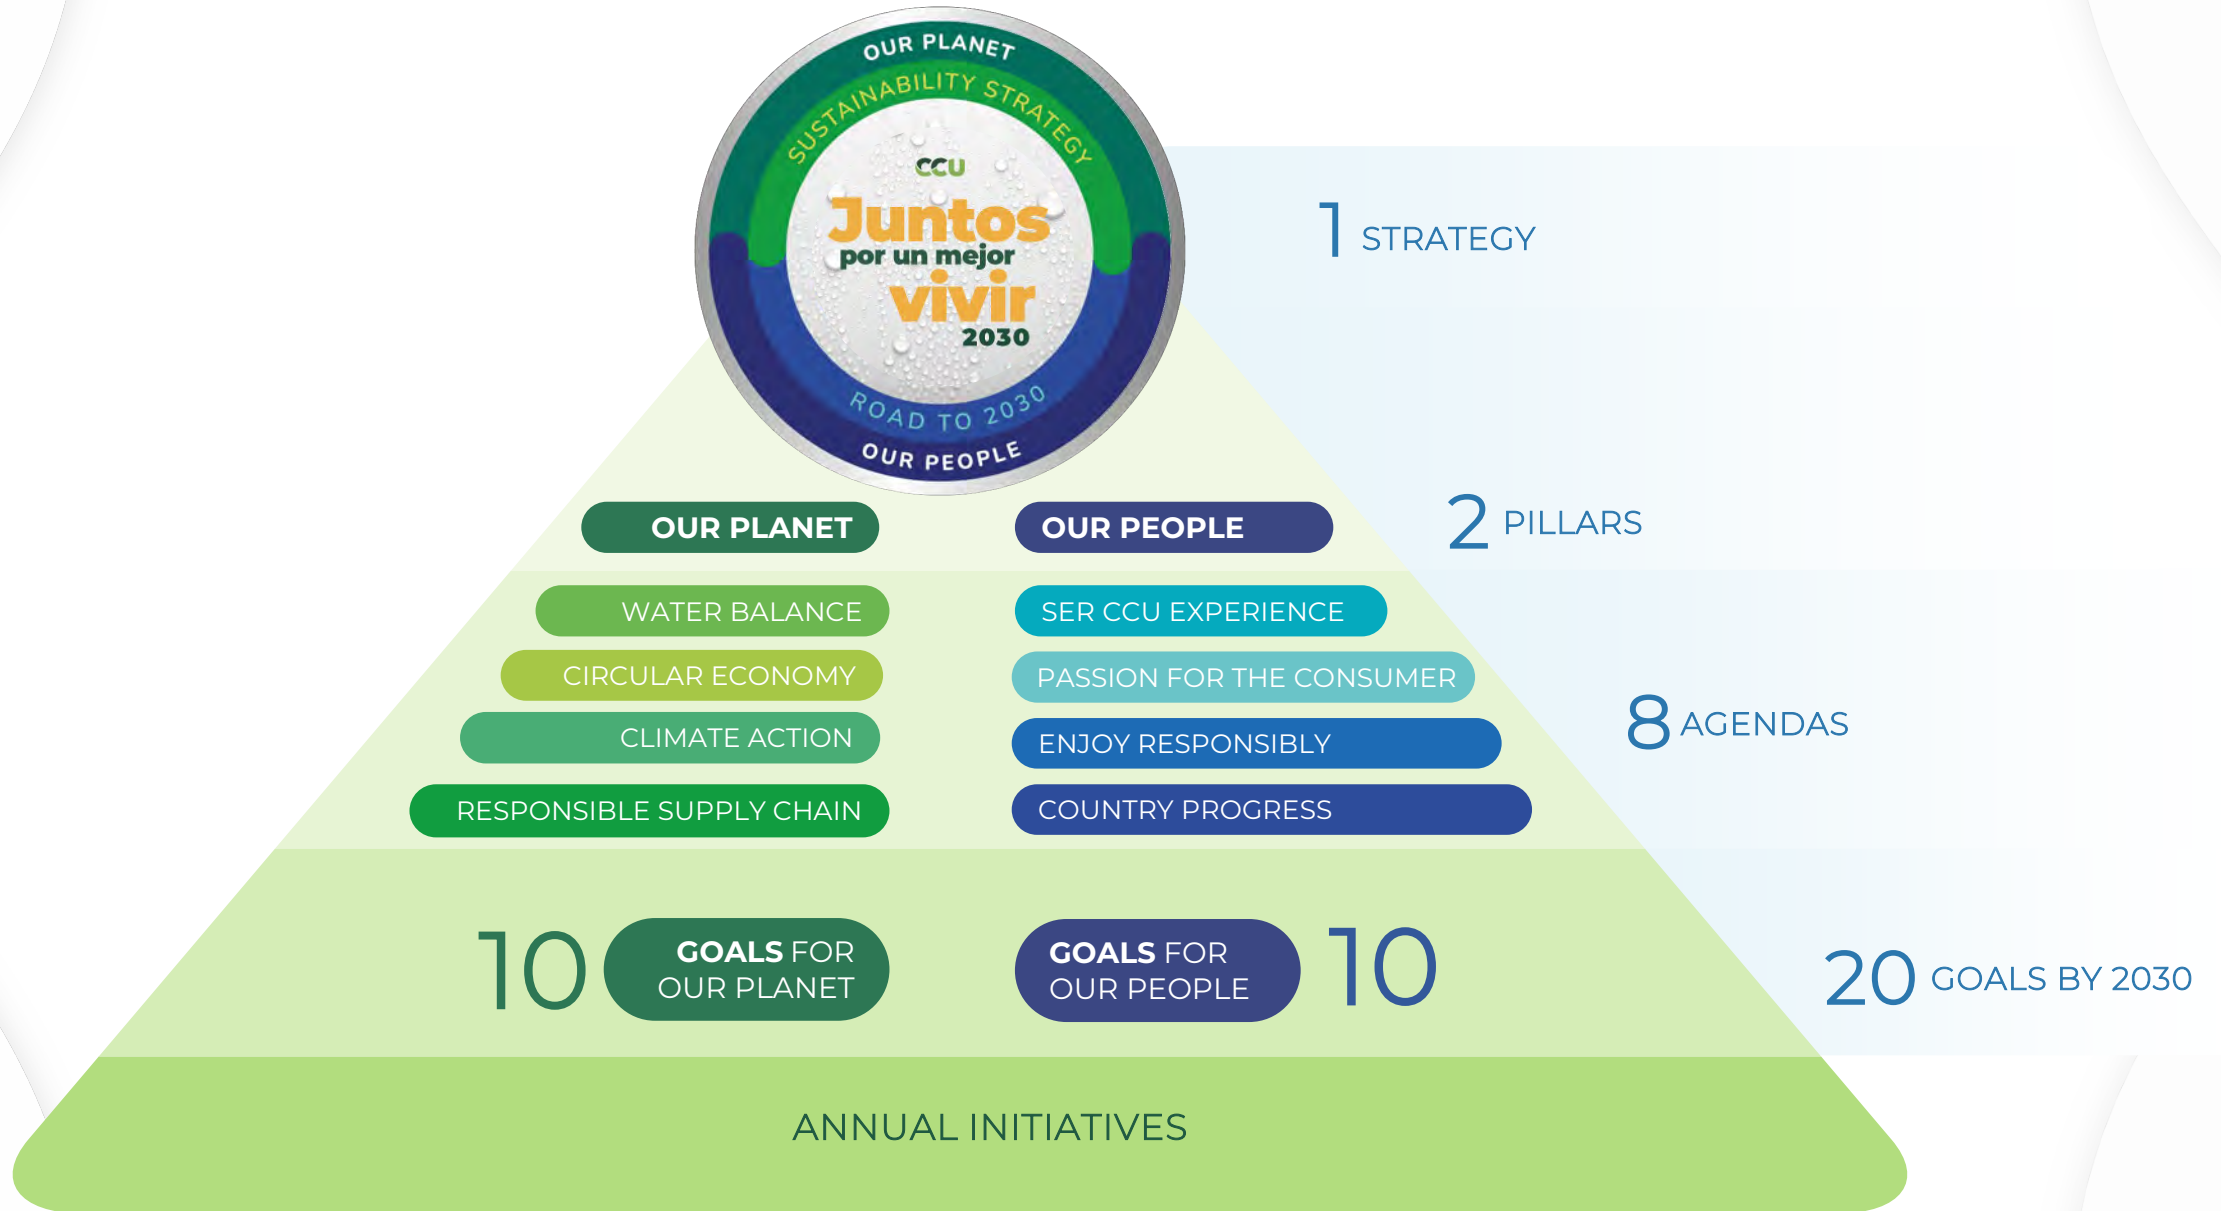 OUR PLANET
SUSTAINABILITY STRATEGY
CCU
Juntos
por un mejor
vivir
2030
ROAD TO 2030
OUR PEOPLE
1 STRATEGY
OUR PLANET
OUR PEOPLE
2 PILLARS
WATER BALANCE
CIRCULAR ECONOMY
CLIMATE ACTION
RESPONSIBLE SUPPLY CHAIN
SER CCU EXPERIENCE
PASSION FOR THE CONSUMER
ENJOY RESPONSIBLY
COUNTRY PROGRESS
8 AGENDAS
10 GOALS FOR
OUR PLANET
GOALS FOR 10
OUR PEOPLE
20 GOALS BY 2030
ANNUAL INITIATIVES